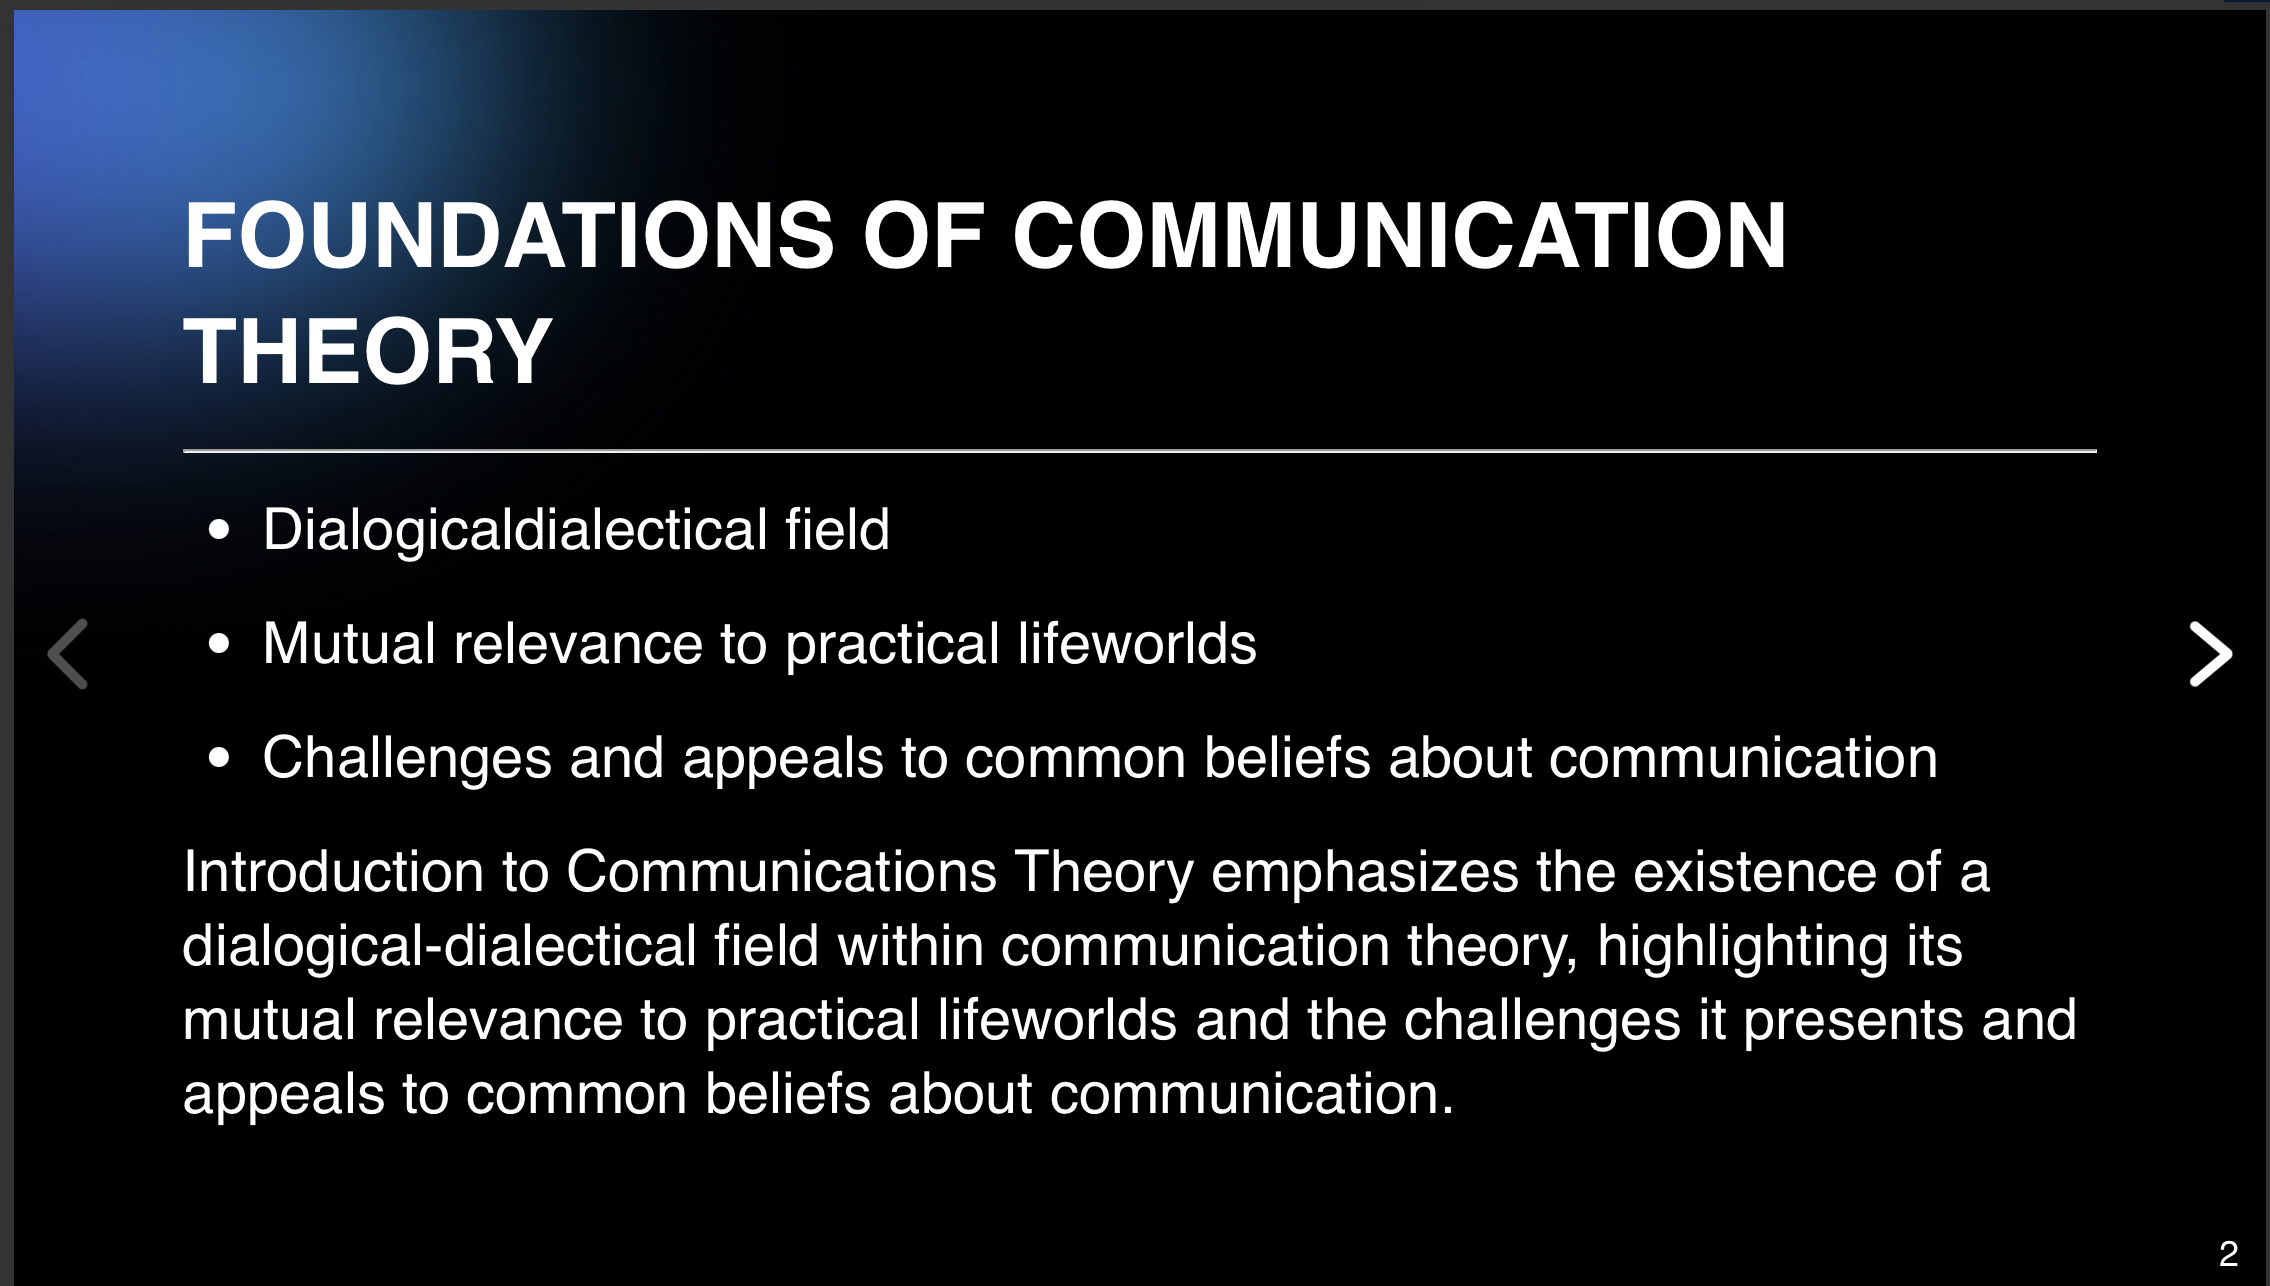 FOUNDATIONS OF COMMUNICATION
THEORY
• Dialogicaldialectical field
• Mutual relevance to practical lifeworlds
• Challenges and appeals to common beliefs about communication
Introduction to Communications Theory emphasizes the existence of a
dialogical-dialectical field within communication theory, highlighting its
mutual relevance to practical lifeworlds and the challenges it presents and
appeals to common beliefs about communication.
2